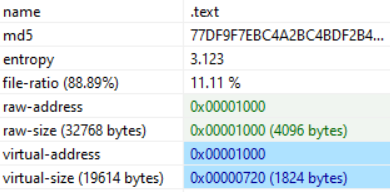 name .text
md5 77DF9F7EBC4A2BC4BDF2B4...
entropy 3.123
file-ratio (88.89%) 11.11 %
raw-address 0x00001000
raw-size (32768 bytes) 0x00001000 (4096 bytes)
virtual-address 0x00001000
virtual-size (19614 bytes) 0x00000720 (1824 bytes)